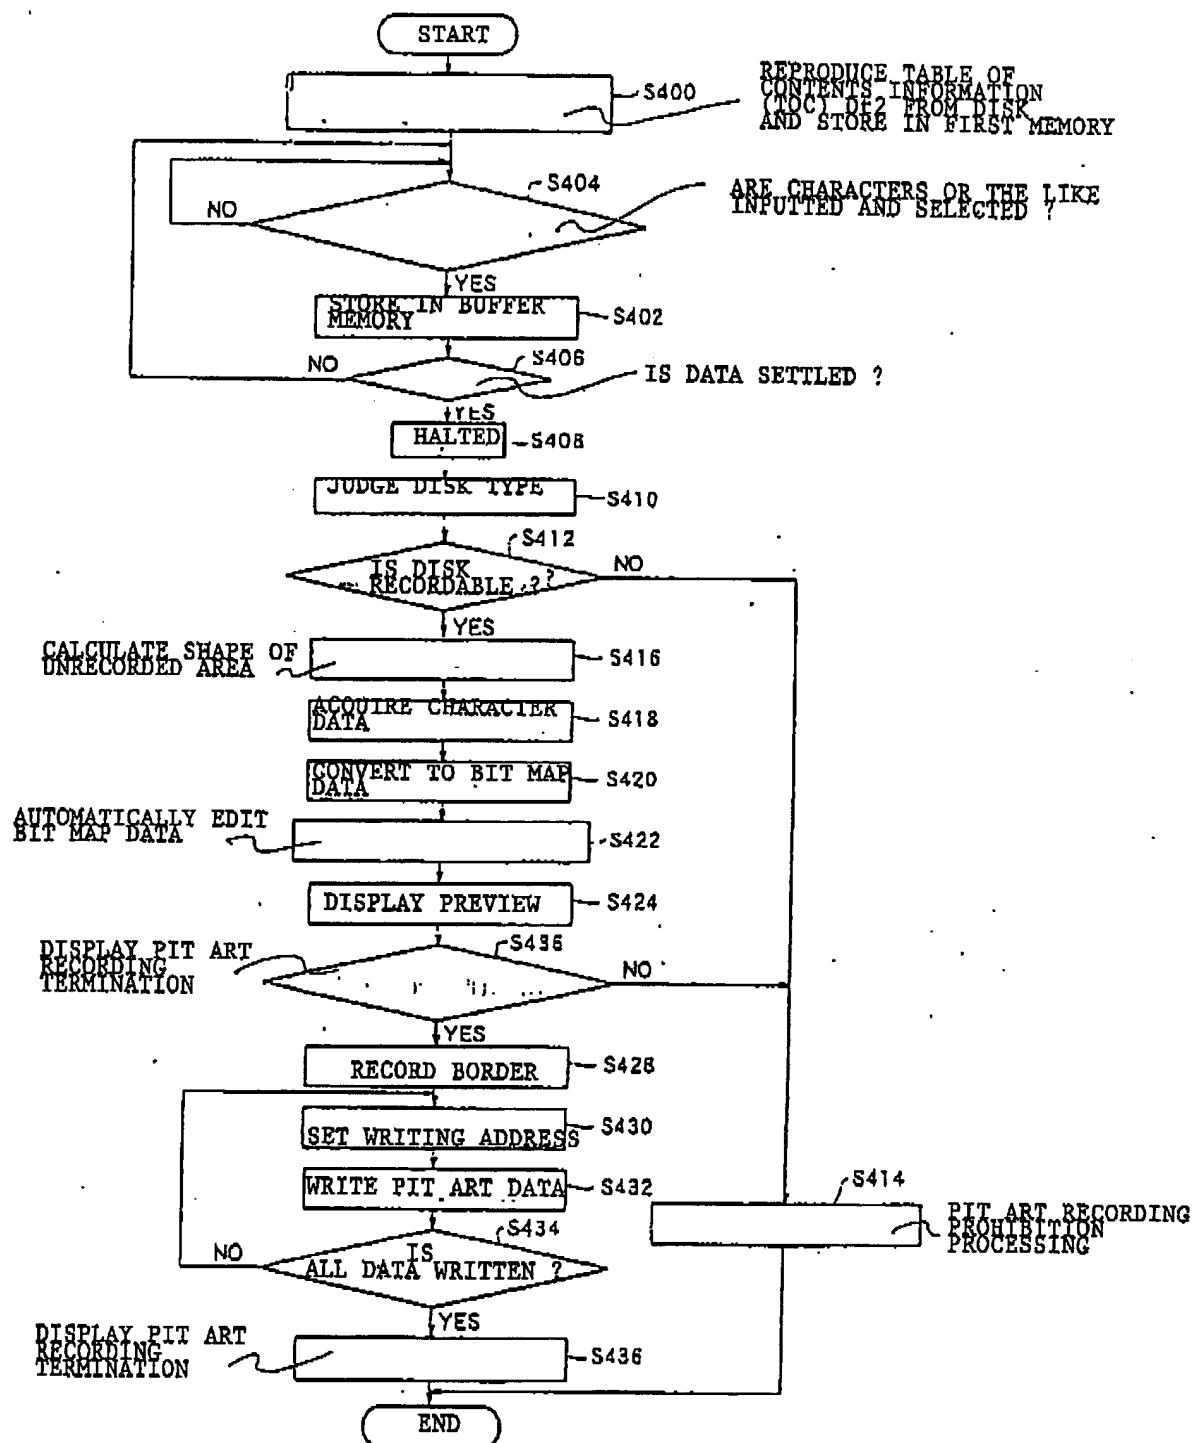 START
S400
REPRODUCE TABLE OF
CONTENTS INFORMATION
(TOC) Dt2 FROM DISK
AND STORE IN FIRST MEMORY
S404
ARE CHARACTERS OR THE LIKE
INPUTTED AND SELECTED ?
NO
YES
STORE IN BUFFER
MEMORY
S402
S406
NO
IS DATA SETTLED ?
YES
HALTED
S408
JUDGE DISK TYPE
S410
S412
IS DISK
RECORDABLE ?
NO
YES
CALCULATE SHAPE OF
UNRECORDED AREA
S416
ACQUIRE CHARACTER
DATA
S418
CONVERT TO BIT MAP
DATA
S420
AUTOMATICALLY EDIT
BIT MAP DATA
S422
DISPLAY PREVIEW
S424
S436
DISPLAY PIT ART
RECORDING
TERMINATION
NO
YES
RECORD BORDER
S428
SET WRITING ADDRESS
S430
WRITE PIT ART DATA
S432
S414
PIT ART RECORDING
PROHIBITION
PROCESSING
S434
IS
ALL DATA WRITTEN ?
NO
YES
DISPLAY PIT ART
RECORDING
TERMINATION
S436
END